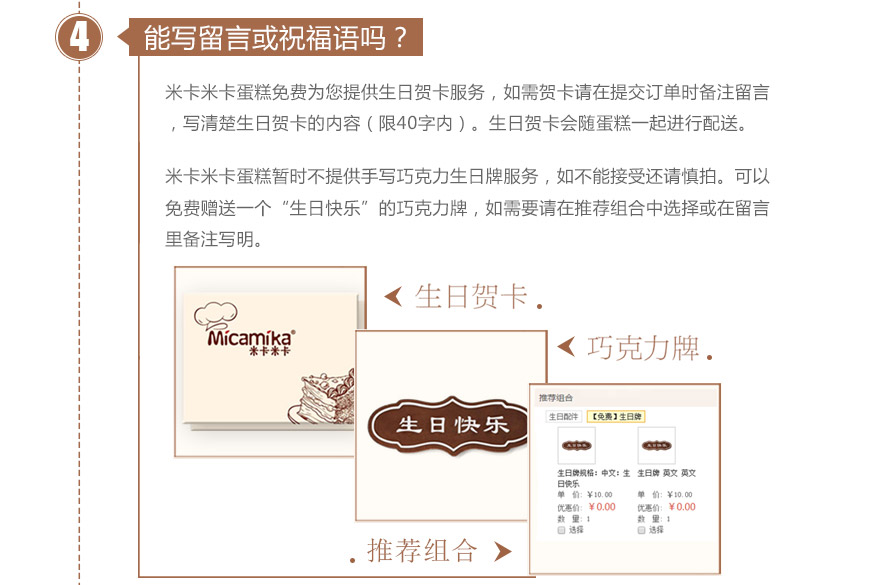 4
能写留言或祝福语吗？
米卡米卡蛋糕免费为您提供生日贺卡服务，如需贺卡请在提交订单时备注留言
，写清楚生日贺卡的内容（限40字内）。生日贺卡会随蛋糕一起进行配送。
米卡米卡蛋糕暂时不提供手写巧克力生日牌服务，如不能接受还请慎拍。可以
免费赠送一个“生日快乐”的巧克力牌，如需要请在推荐组合中选择或在留言
里备注写明。
生日贺卡．
Micamika®
米卡米卡
巧克力牌．
生日快乐
推荐组合
生日配件 【免费】生日牌
生日快乐 生日快乐
生日牌规格：中文：生 生日牌 英文 英文
日快乐
单 价：￥10.00 单 价：￥10.00
优惠价：￥0.00 优惠价：￥0.00
数 量：1 数 量：1
选择 选择
．推荐组合